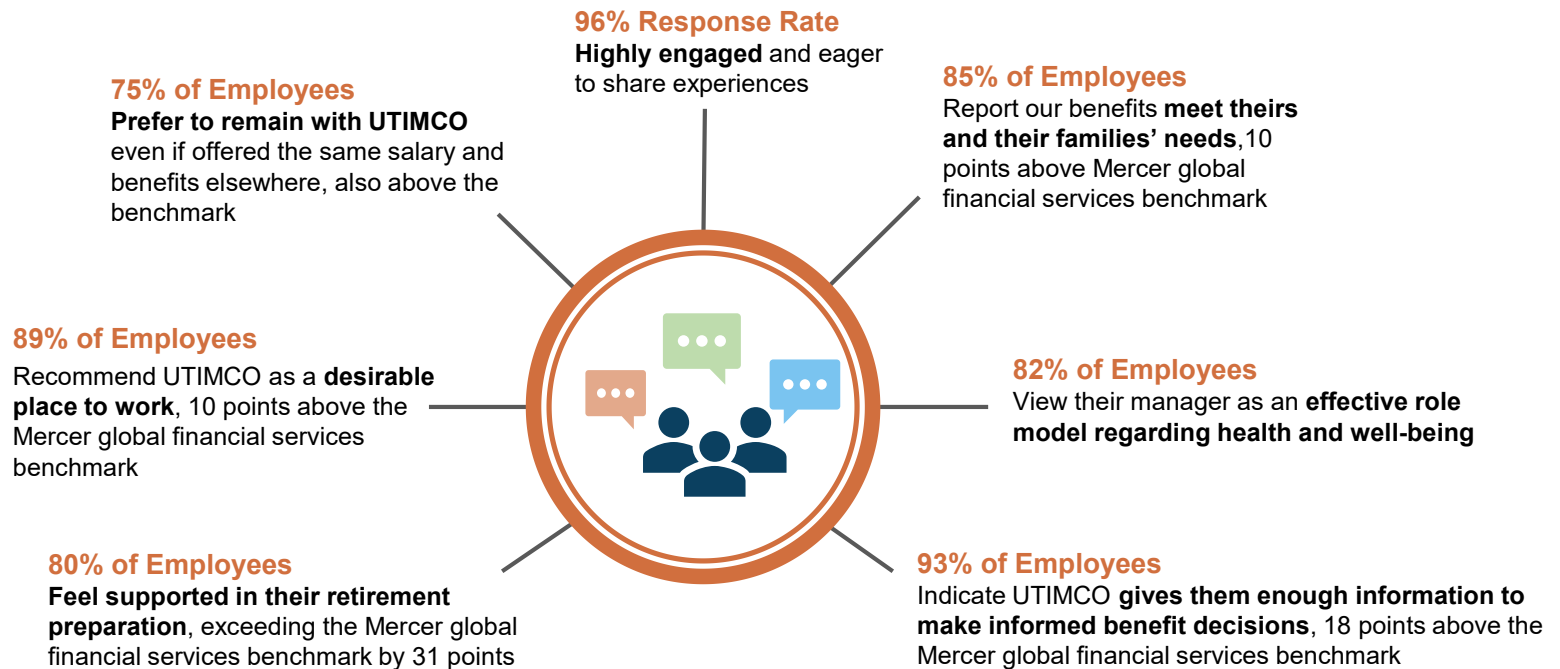 96% Response Rate
Highly engaged and eager
to share experiences
75% of Employees
Prefer to remain with UTIMCO
even if offered the same salary and
benefits elsewhere, also above the
benchmark
85% of Employees
Report our benefits meet theirs
and their families’ needs,10
points above Mercer global
financial services benchmark
89% of Employees
Recommend UTIMCO as a desirable
place to work, 10 points above the
Mercer global financial services
benchmark
82% of Employees
View their manager as an effective role
model regarding health and well-being
80% of Employees
Feel supported in their retirement
preparation, exceeding the Mercer global
financial services benchmark by 31 points
93% of Employees
Indicate UTIMCO gives them enough information to
make informed benefit decisions, 18 points above the
Mercer global financial services benchmark